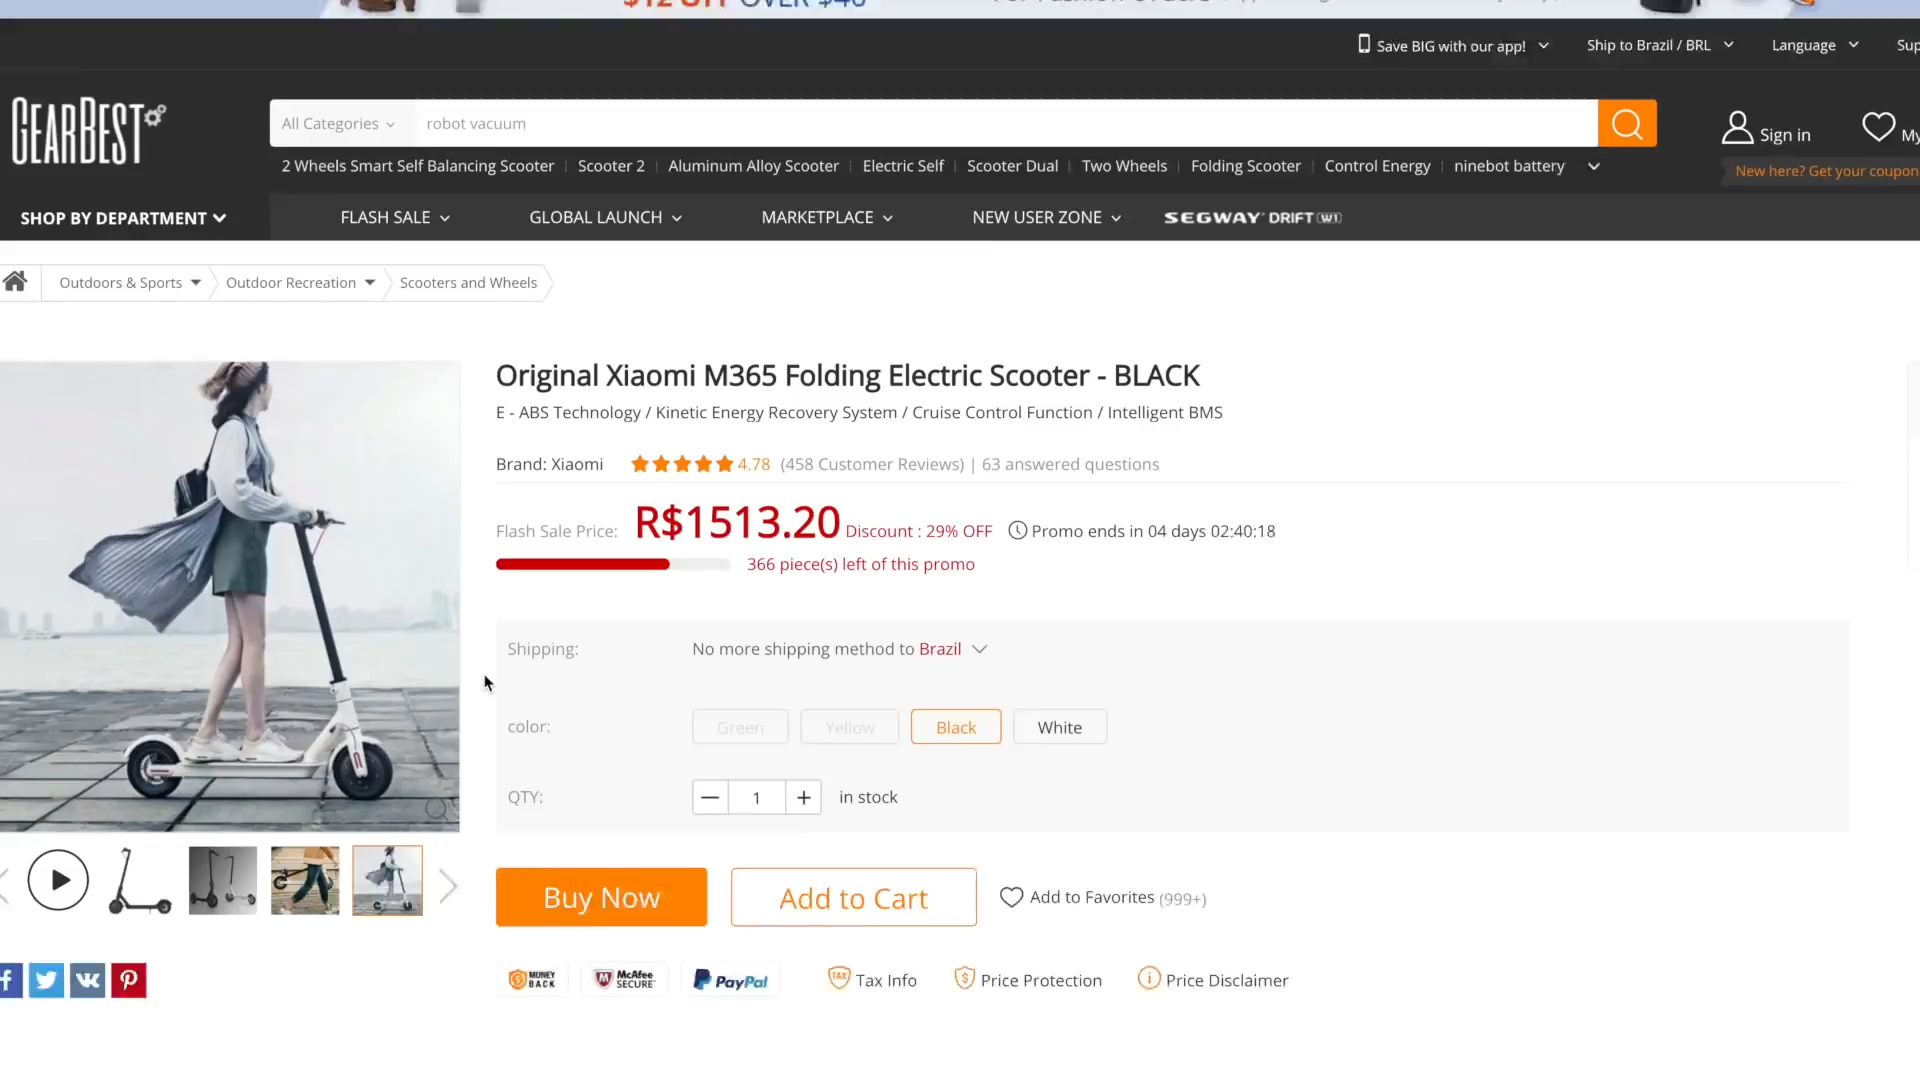 $12 OFF OVER $40
Save BIG with our app!
Ship to Brazil / BRL
Language
GEARBEST
All Categories
robot vacuum
Sign in
2 Wheels Smart Self Balancing Scooter | Scooter 2 | Aluminum Alloy Scooter | Electric Self | Scooter Dual | Two Wheels | Folding Scooter | Control Energy | ninebot battery
New here? Get your coupon
SHOP BY DEPARTMENT
FLASH SALE
GLOBAL LAUNCH
MARKETPLACE
NEW USER ZONE
SEGWAY DRIFT W1
Outdoors & Sports
Outdoor Recreation
Scooters and Wheels
Original Xiaomi M365 Folding Electric Scooter - BLACK
E - ABS Technology / Kinetic Energy Recovery System / Cruise Control Function / Intelligent BMS
Brand: Xiaomi 4.78 (458 Customer Reviews) | 63 answered questions
Flash Sale Price: R$1513.20 Discount : 29% OFF Promo ends in 04 days 02:40:18
366 piece(s) left of this promo
Shipping: No more shipping method to Brazil
color: Green Yellow Black White
QTY: 1 in stock
Buy Now
Add to Cart
Add to Favorites (999+)
MONEY BACK
McAfee SECURE
PayPal
TAX Tax Info
Price Protection
Price Disclaimer